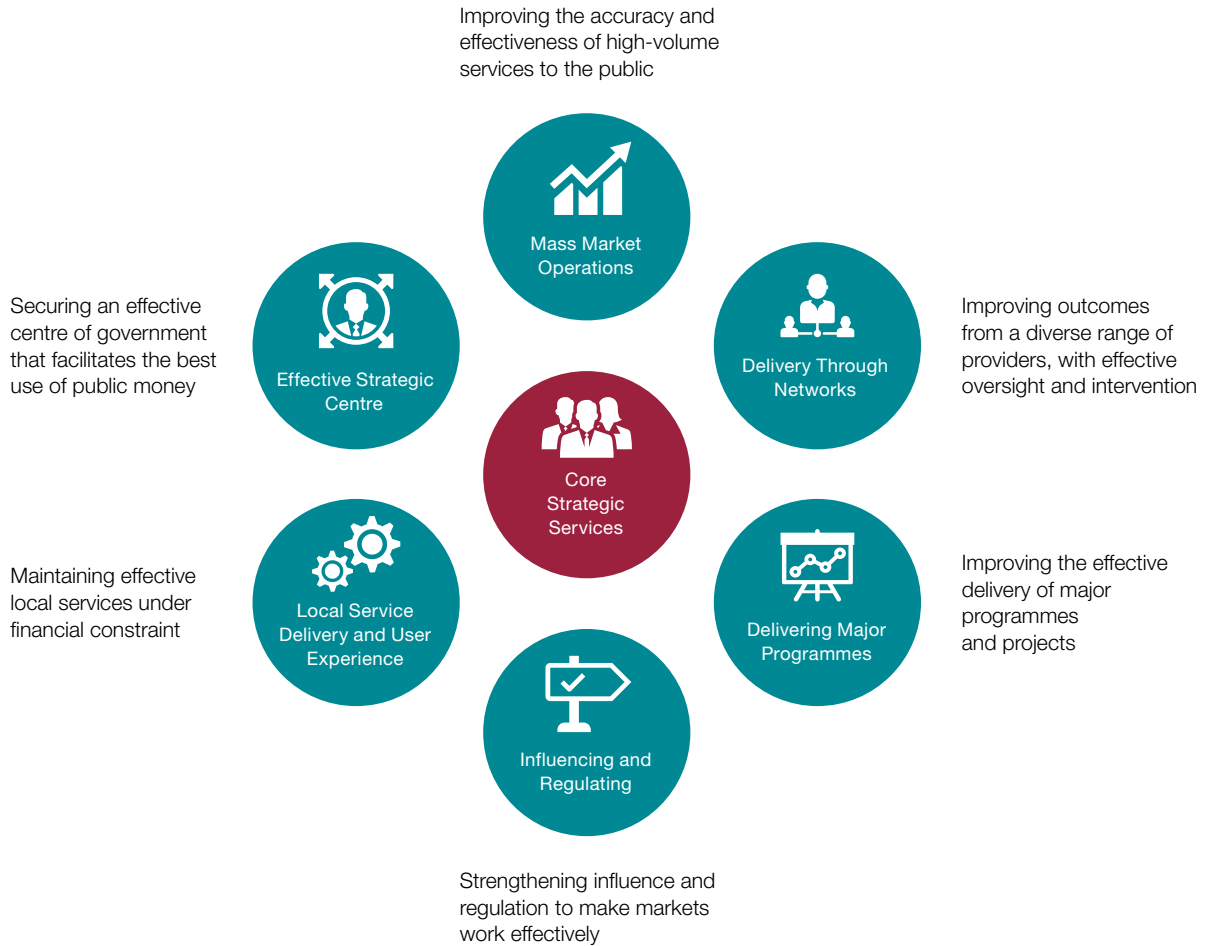 Improving the accuracy and
effectiveness of high-volume
services to the public
Mass Market
Operations
Securing an effective
centre of government
that facilitates the best
use of public money
Effective Strategic
Centre
Delivery Through
Networks
Improving outcomes
from a diverse range of
providers, with effective
oversight and intervention
Core
Strategic
Services
Maintaining effective
local services under
financial constraint
Local Service
Delivery and User
Experience
Delivering Major
Programmes
Improving the effective
delivery of major
programmes
and projects
Influencing and
Regulating
Strengthening influence and
regulation to make markets
work effectively